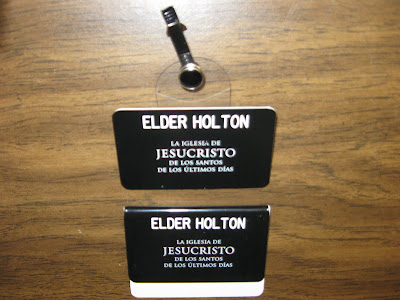 ELDER HOLTON
LA IGLESIA DE
JESUCRISTO
DE LOS SANTOS
DE LOS ÚLTIMOS DÍAS
ELDER HOLTON
LA IGLESIA DE
JESUCRISTO
DE LOS SANTOS
DE LOS ÚLTIMOS DÍAS